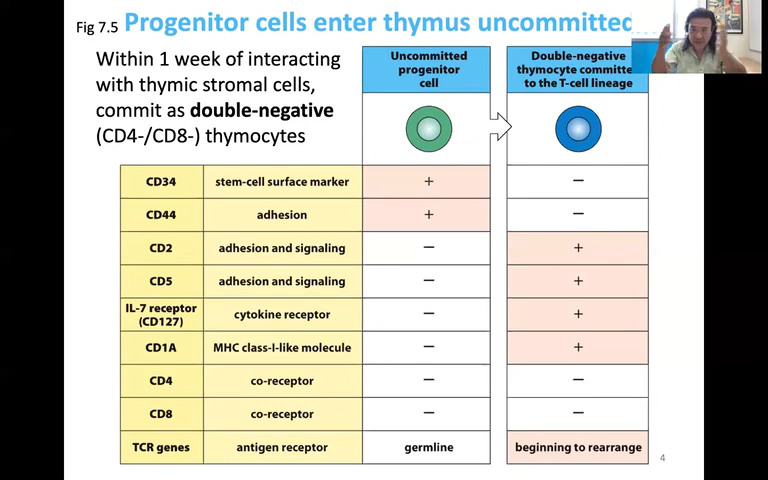 Fig 7.5 Progenitor cells enter thymus uncommitted
Within 1 week of interacting
with thymic stromal cells,
commit as double-negative
(CD4-/CD8-) thymocytes
Uncommitted
progenitor
cell
Double-negative
thymocyte committe
to the T-cell lineage
CD34 stem-cell surface marker + −
CD44 adhesion + −
CD2 adhesion and signaling − +
CD5 adhesion and signaling − +
IL-7 receptor
(CD127) cytokine receptor − +
CD1A MHC class-I-like molecule − +
CD4 co-receptor − −
CD8 co-receptor − −
TCR genes antigen receptor germline beginning to rearrange
4